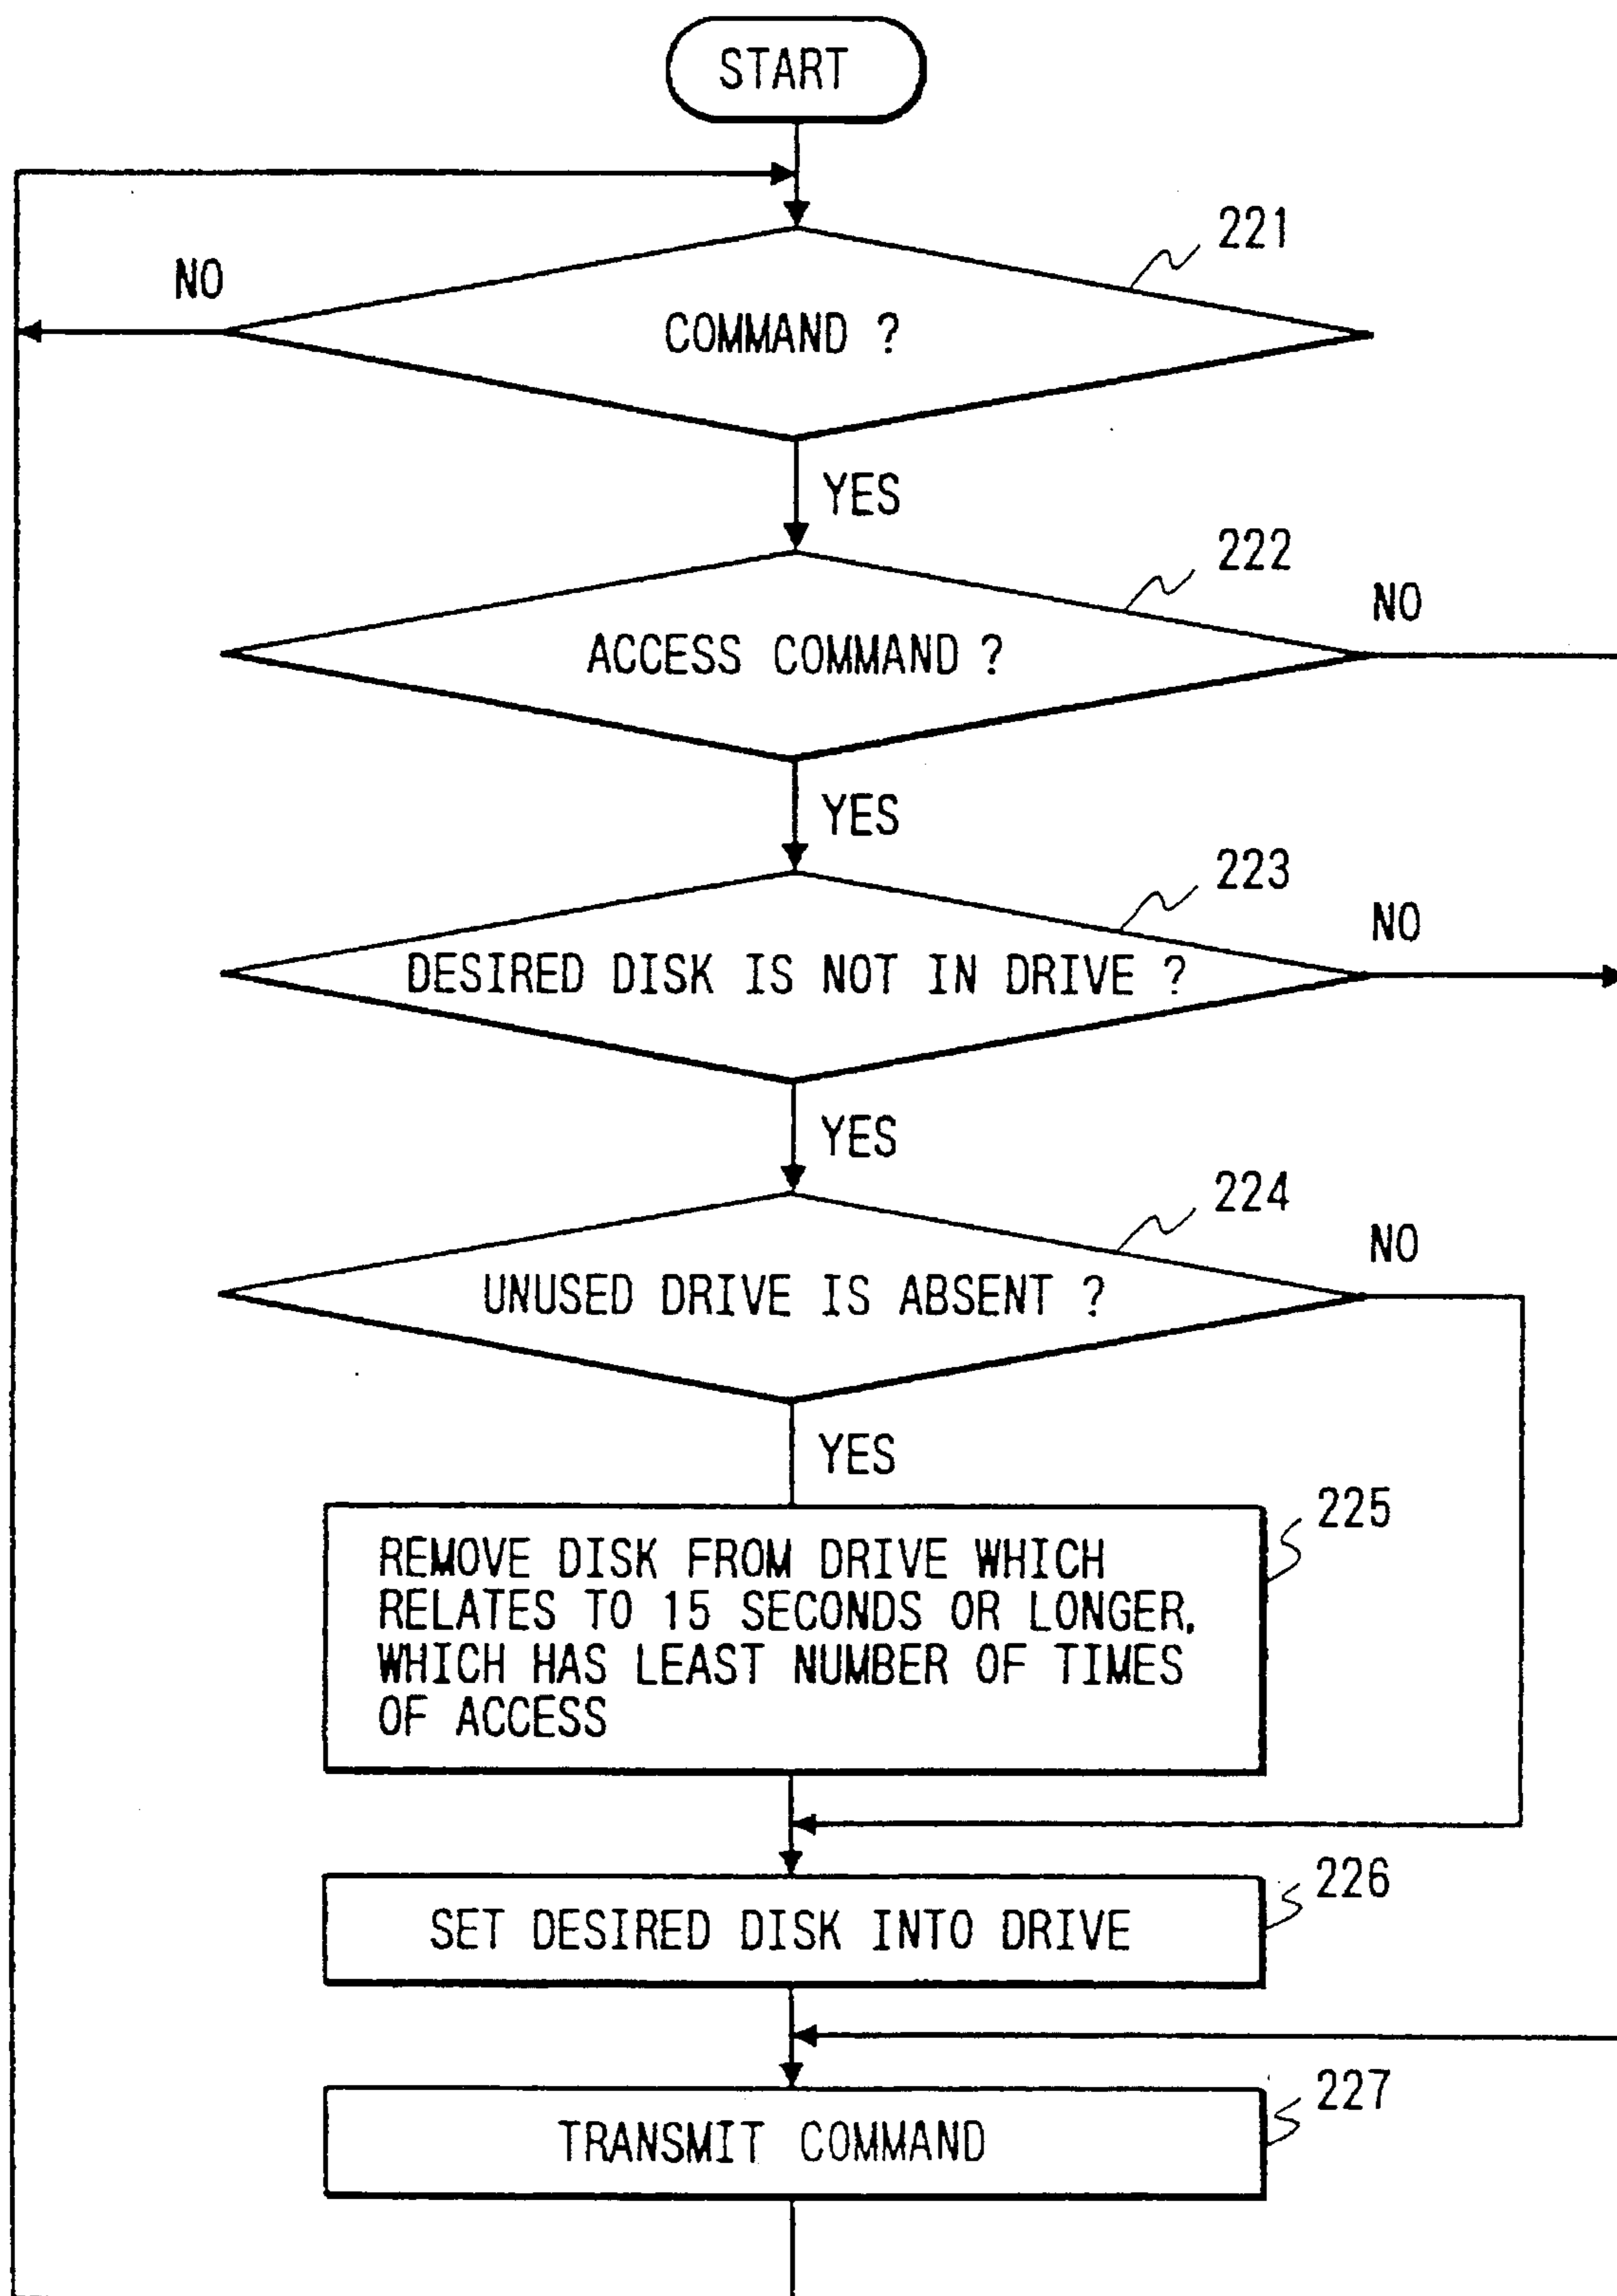 START
221
NO
COMMAND ?
YES
222
NO
ACCESS COMMAND ?
YES
223
NO
DESIRED DISK IS NOT IN DRIVE ?
YES
224
NO
UNUSED DRIVE IS ABSENT ?
YES
225
REMOVE DISK FROM DRIVE WHICH
RELATES TO 15 SECONDS OR LONGER,
WHICH HAS LEAST NUMBER OF TIMES
OF ACCESS
226
SET DESIRED DISK INTO DRIVE
227
TRANSMIT COMMAND